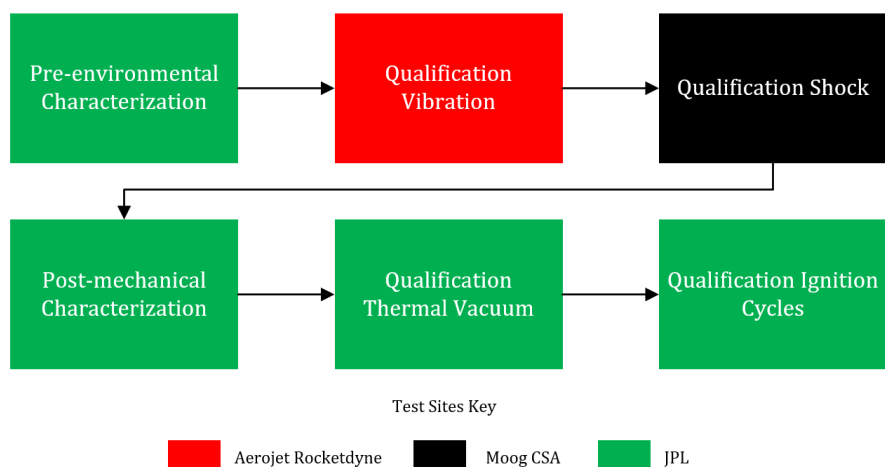 Pre-environmental
Characterization
Qualification
Vibration
Qualification Shock
Post-mechanical
Characterization
Qualification
Thermal Vacuum
Qualification Ignition
Cycles
Test Sites Key
Aerojet Rocketdyne
Moog CSA
JPL